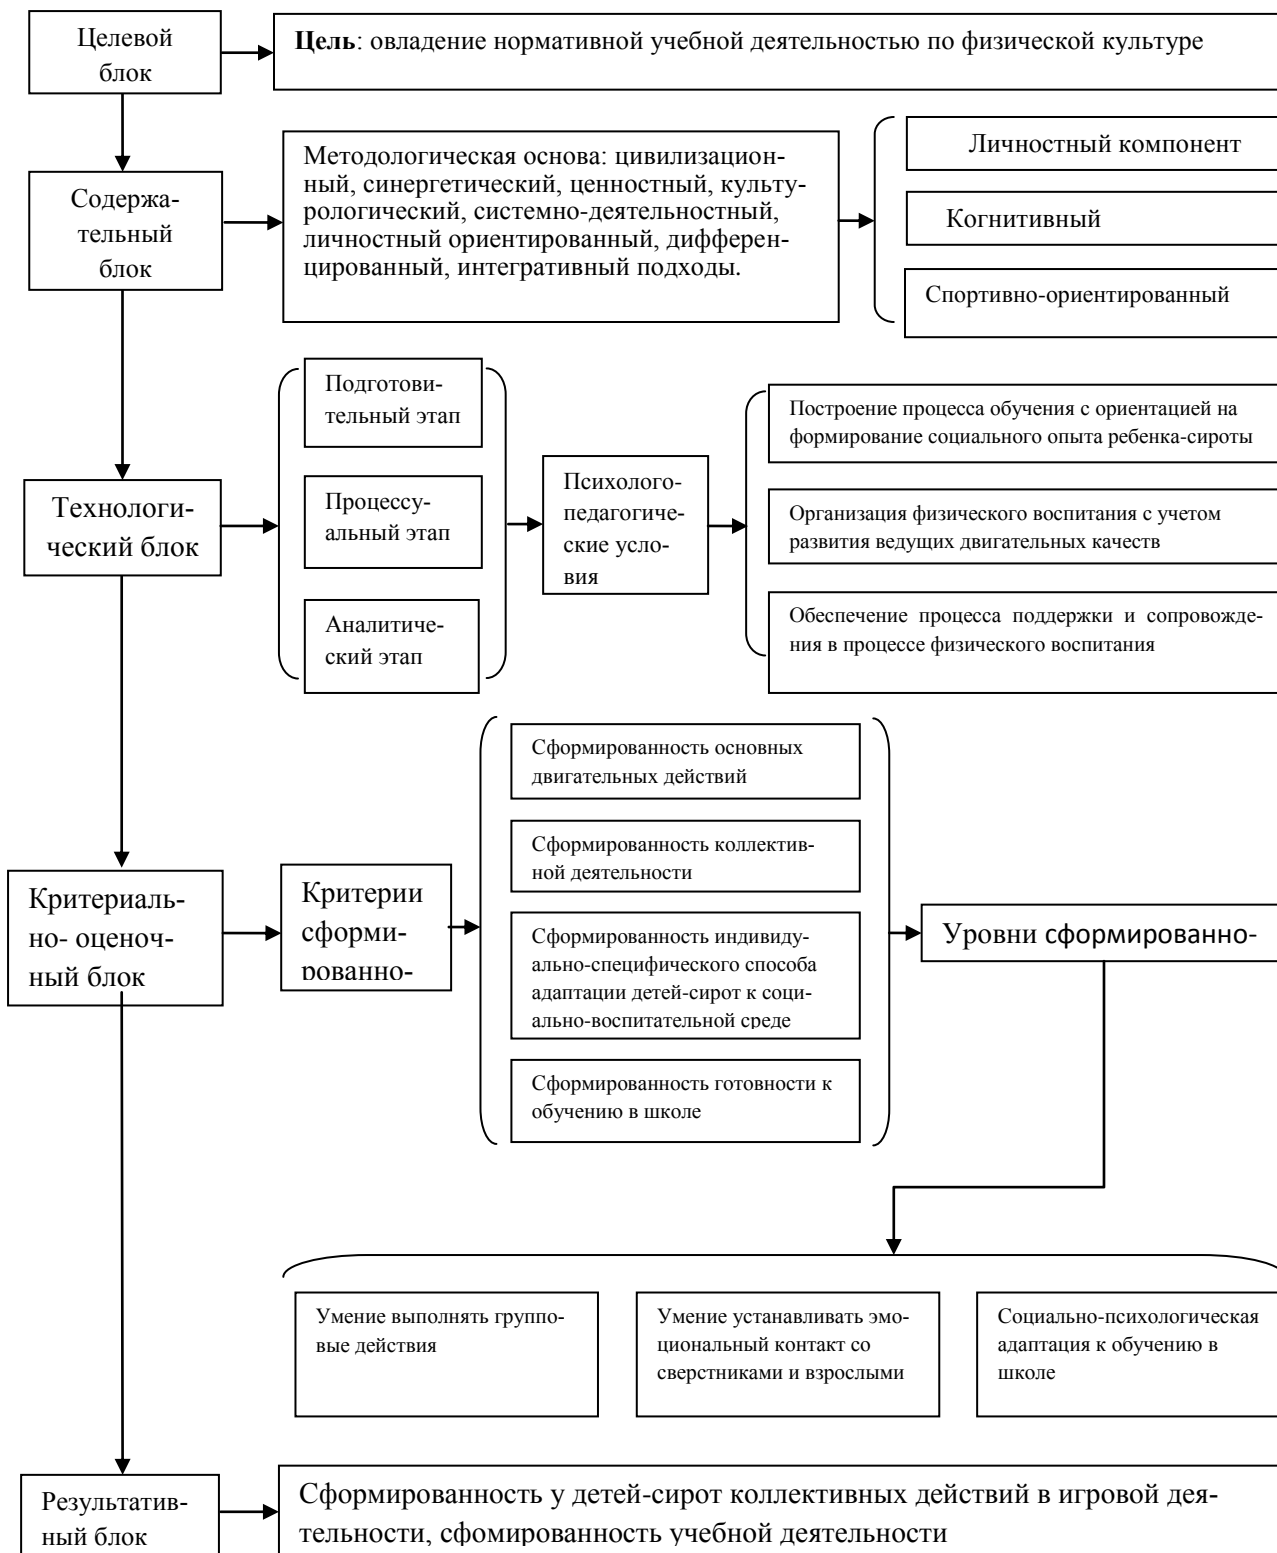 Целевой
блок
Цель: овладение нормативной учебной деятельностью по физической культуре
Содержа-
тельный
блок
Методологическая основа: цивилизацион-
ный, синергетический, ценностный, культу-
рологический, системно-деятельностный,
личностный ориентированный, дифферен-
цированный, интегративный подходы.
Личностный компонент
Когнитивный
Спортивно-ориентированный
Технологи-
ческий блок
Подготови-
тельный этап
Процессу-
альный этап
Аналитиче-
ский этап
Психолого-
педагогиче-
ские усло-
вия
Построение процесса обучения с ориентацией на
формирование социального опыта ребенка-сироты
Организация физического воспитания с учетом
развития ведущих двигательных качеств
Обеспечение процесса поддержки и сопровожде-
ния в процессе физического воспитания
Критериаль-
но- оценоч-
ный блок
Критерии
сформи-
рованно-
Сформированность основных
двигательных действий
Сформированность коллектив-
ной деятельности
Сформированность индивиду-
ально-специфического способа
адаптации детей-сирот к соци-
ально-воспитательной среде
Сформированность готовности к
обучению в школе
Уровни сформированно-
Умение выполнять группо-
вые действия
Умение устанавливать эмо-
циональный контакт со
сверстниками и взрослыми
Социально-психологическая
адаптация к обучению в
школе
Результатив-
ный блок
Сформированность у детей-сирот коллективных действий в игровой дея-
тельности, сфомированность учебной деятельности